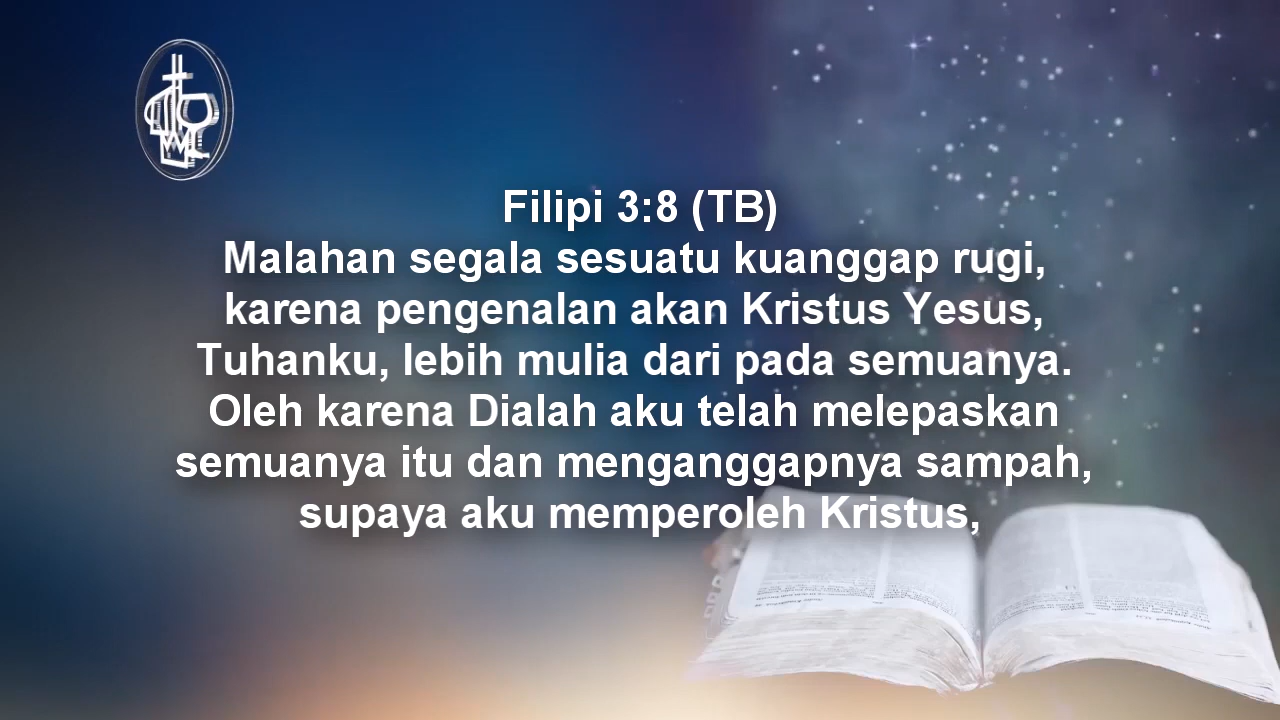 Filipi 3:8 (TB)
Malahan segala sesuatu kuanggap rugi,
karena pengenalan akan Kristus Yesus,
Tuhanku, lebih mulia dari pada semuanya.
Oleh karena Dialah aku telah melepaskan
semuanya itu dan menganggapnya sampah,
supaya aku memperoleh Kristus,